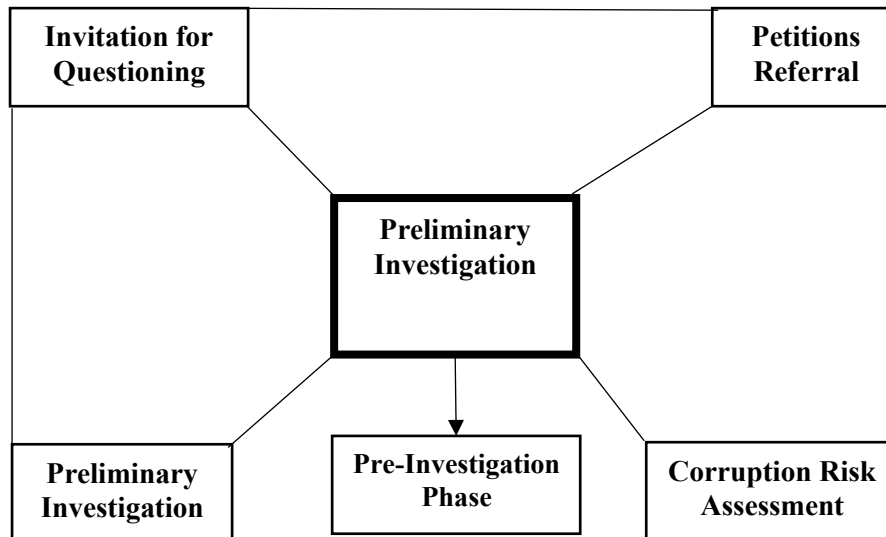 Invitation for
Questioning
Petitions
Referral
Preliminary
Investigation
Preliminary
Investigation
Pre-Investigation
Phase
Corruption Risk
Assessment